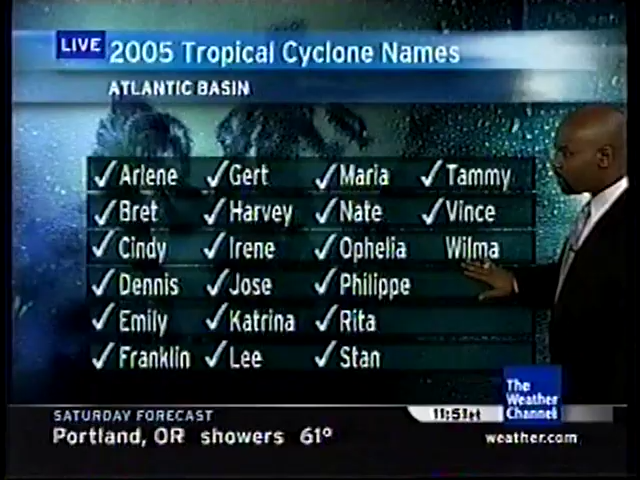 LIVE 2005 Tropical Cyclone Names
ATLANTIC BASIN
✓Arlene ✓Gert ✓Maria ✓Tammy
✓Bret ✓Harvey ✓Nate ✓Vince
✓Cindy ✓Irene ✓Ophelia Wilma
✓Dennis ✓Jose ✓Philippe
✓Emily ✓Katrina ✓Rita
✓Franklin ✓Lee ✓Stan
The
Weather
Channel
SATURDAY FORECAST 11:51et
Portland, OR showers 61° weather.com